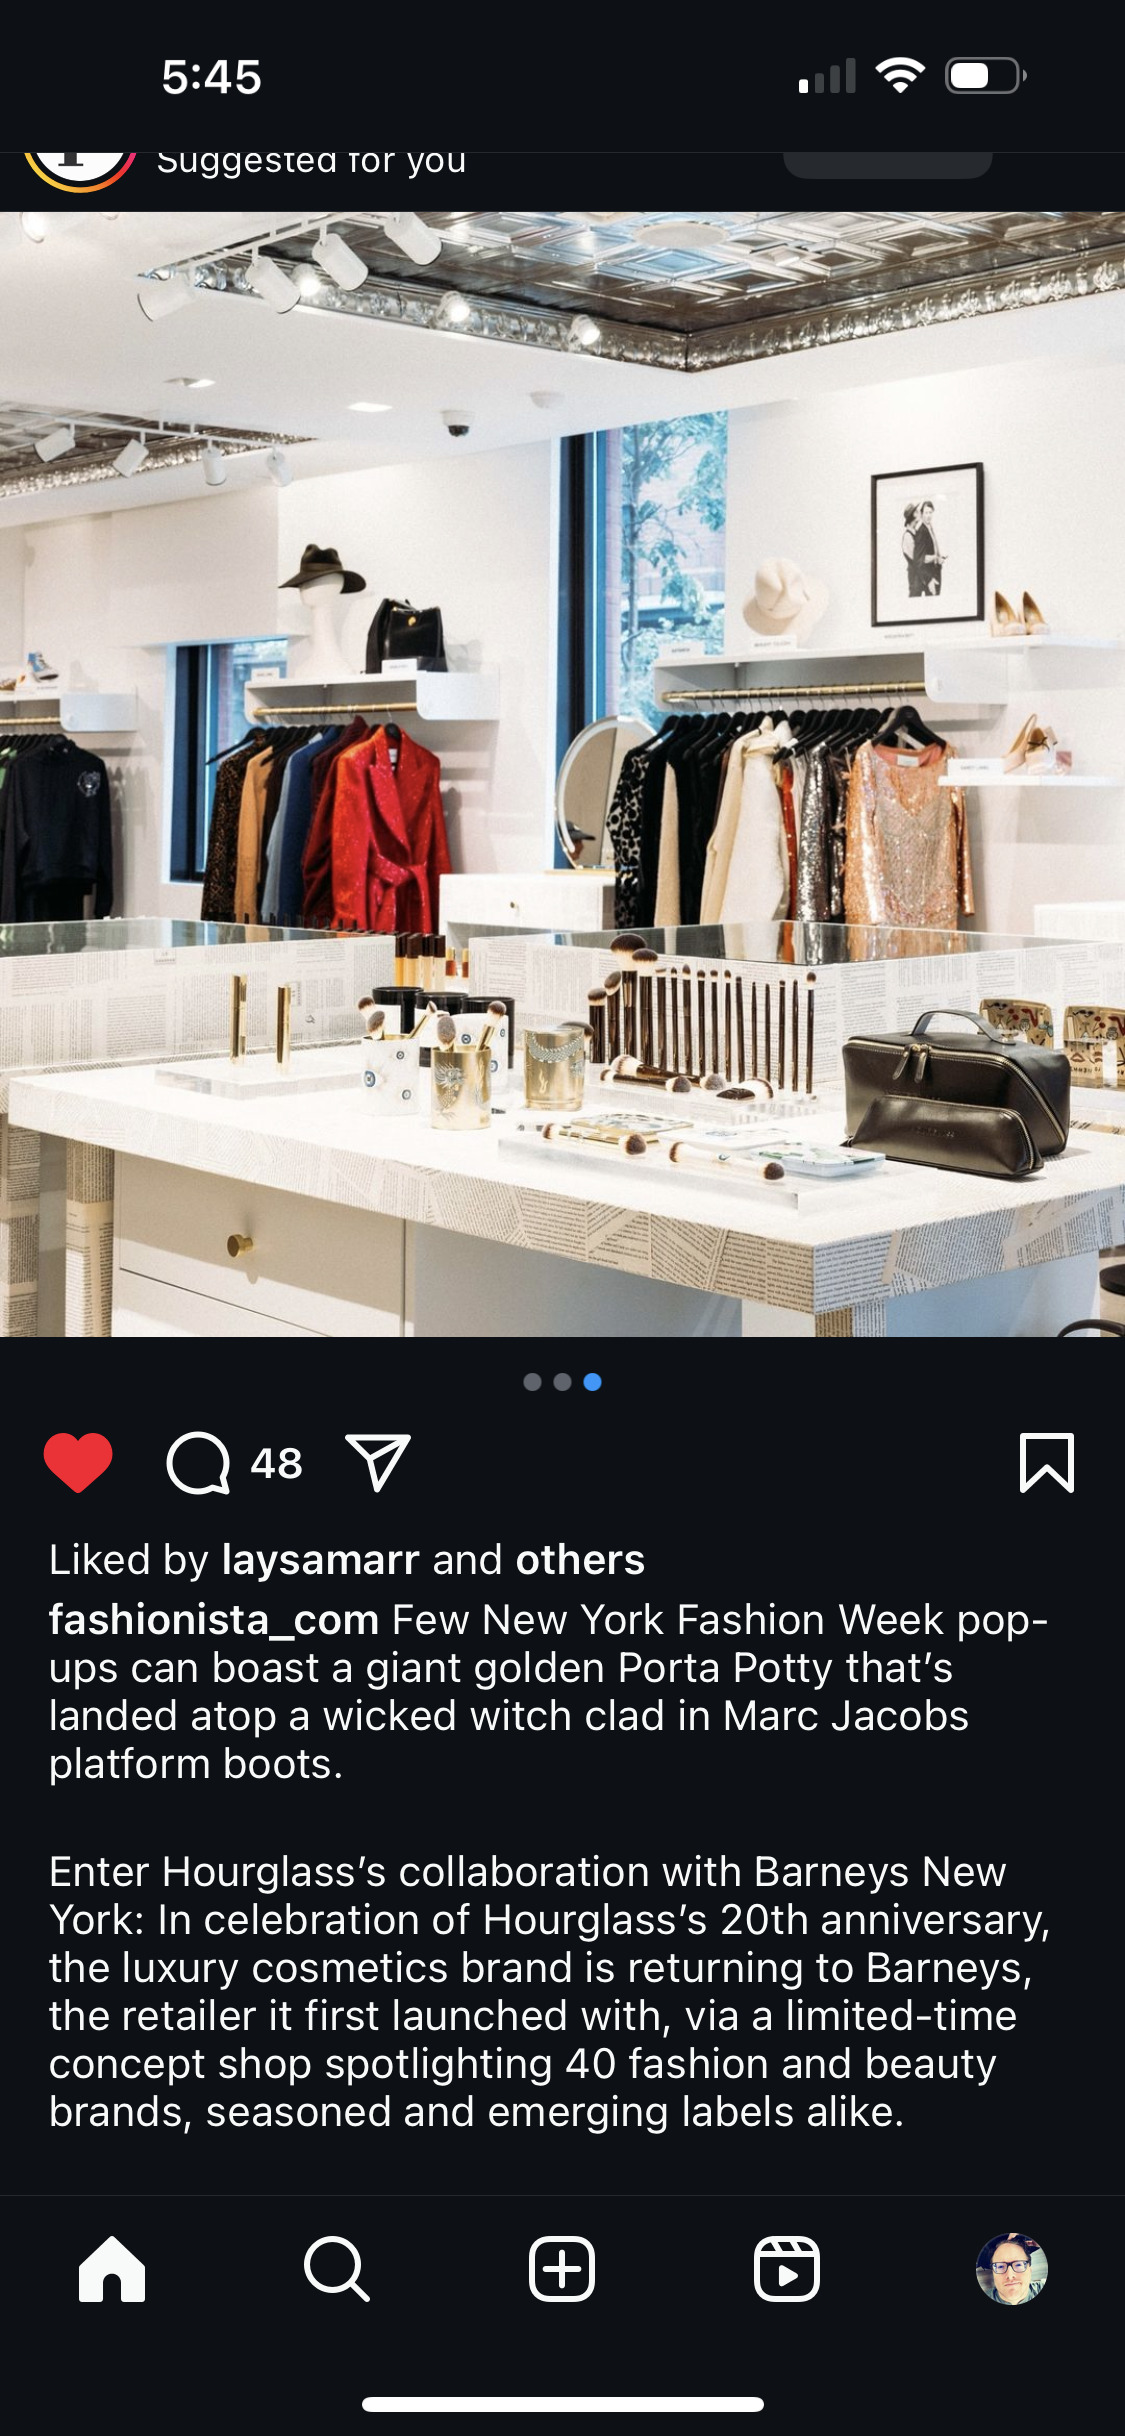 5:45
Suggested for you
48
Liked by laysamarr and others
fashionista_com Few New York Fashion Week pop-
ups can boast a giant golden Porta Potty that’s
landed atop a wicked witch clad in Marc Jacobs
platform boots.
Enter Hourglass’s collaboration with Barneys New
York: In celebration of Hourglass’s 20th anniversary,
the luxury cosmetics brand is returning to Barneys,
the retailer it first launched with, via a limited-time
concept shop spotlighting 40 fashion and beauty
brands, seasoned and emerging labels alike.